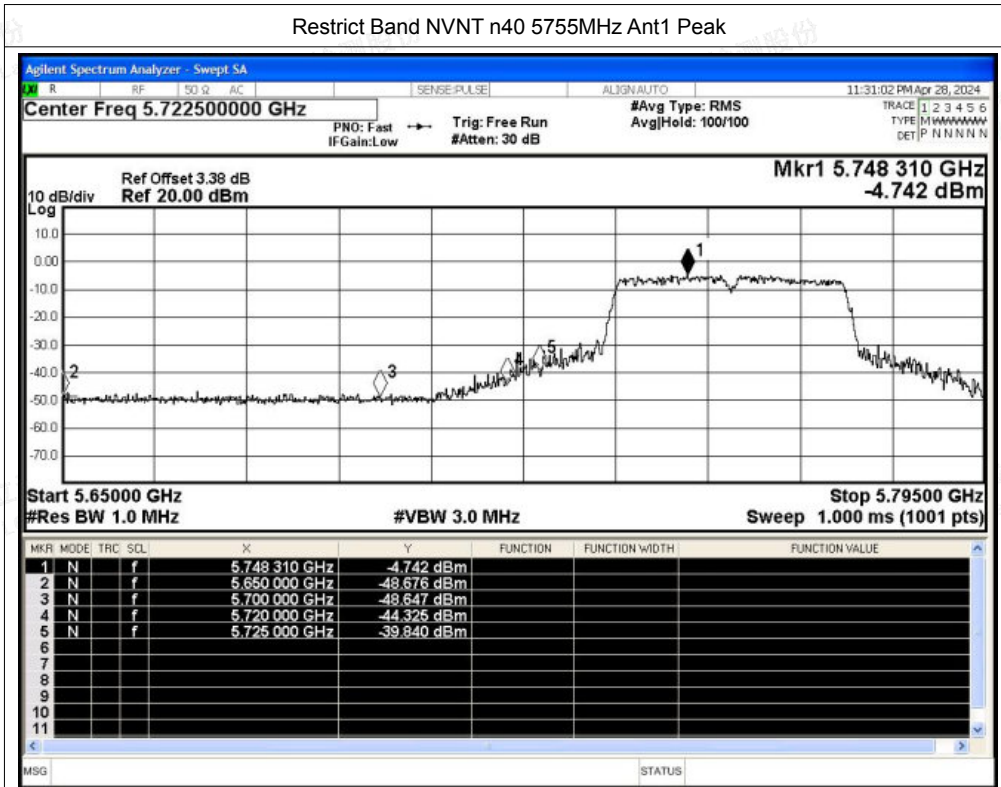 Restrict Band NVNT n40 5755MHz Ant1 Peak
Agilent Spectrum Analyzer - Swept SA
LXI R RF 50 Ω AC SENSE:PULSE ALIGNAUTO 11:31:02 PM Apr 28, 2024
Center Freq 5.722500000 GHz #Avg Type: RMS TRACE 1 2 3 4 5 6
PNO: Fast Trig: Free Run Avg|Hold: 100/100 TYPE M WWWWW
IFGain:Low #Atten: 30 dB DET P N N N N N
Mkr1 5.748 310 GHz
-4.742 dBm
Ref Offset 3.38 dB
10 dB/div Ref 20.00 dBm
Log
10.0
0.00
-10.0
-20.0
-30.0
-40.0
-50.0
-60.0
-70.0
1
2
3
4
5
Start 5.65000 GHz Stop 5.79500 GHz
#Res BW 1.0 MHz #VBW 3.0 MHz Sweep 1.000 ms (1001 pts)
MKR MODE TRC SCL X Y FUNCTION FUNCTION WIDTH FUNCTION VALUE
1 N f 5.748 310 GHz -4.742 dBm
2 N f 5.650 000 GHz -48.676 dBm
3 N f 5.700 000 GHz -48.647 dBm
4 N f 5.720 000 GHz -44.325 dBm
5 N f 5.725 000 GHz -39.840 dBm
6
7
8
9
10
11
MSG STATUS